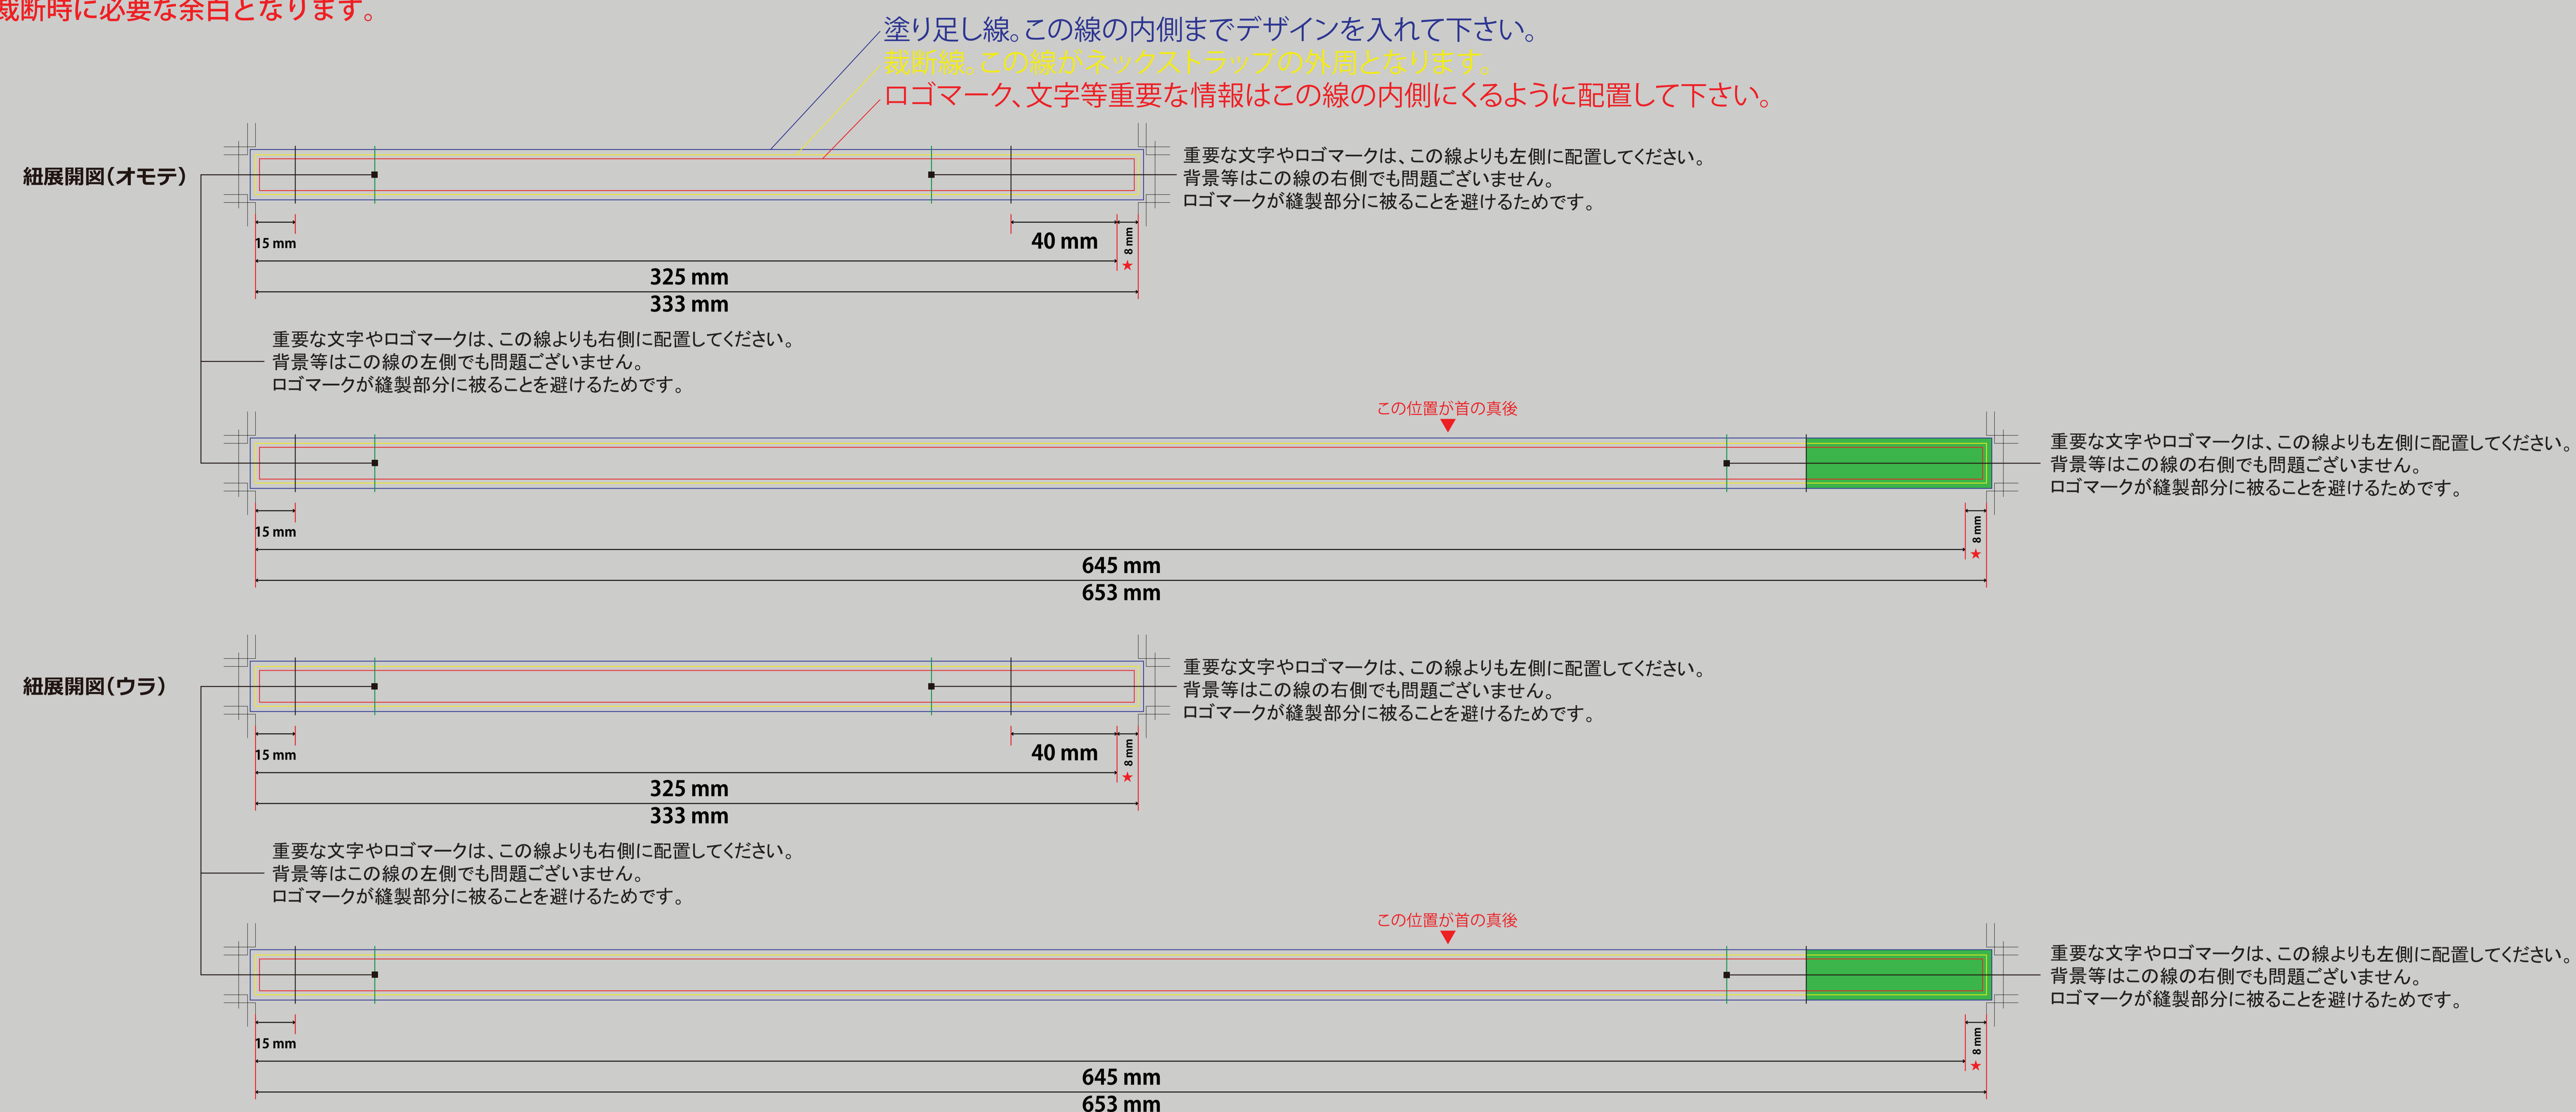 裁断時に必要な余白となります。
塗り足し線。この線の内側までデザインを入れて下さい。
裁断線。この線がネックストラップの外周となります。
ロゴマーク、文字等重要な情報はこの線の内側にくるように配置して下さい。
紐展開図(オモテ)
重要な文字やロゴマークは、この線よりも左側に配置してください。
背景等はこの線の右側でも問題ございません。
ロゴマークが縫製部分に被ることを避けるためです。
15 mm
40 mm
8 mm
★
325 mm
333 mm
重要な文字やロゴマークは、この線よりも右側に配置してください。
背景等はこの線の左側でも問題ございません。
ロゴマークが縫製部分に被ることを避けるためです。
この位置が首の真後
重要な文字やロゴマークは、この線よりも左側に配置してください。
背景等はこの線の右側でも問題ございません。
ロゴマークが縫製部分に被ることを避けるためです。
15 mm
8 mm
★
645 mm
653 mm
紐展開図(ウラ)
重要な文字やロゴマークは、この線よりも左側に配置してください。
背景等はこの線の右側でも問題ございません。
ロゴマークが縫製部分に被ることを避けるためです。
15 mm
40 mm
8 mm
★
325 mm
333 mm
重要な文字やロゴマークは、この線よりも右側に配置してください。
背景等はこの線の左側でも問題ございません。
ロゴマークが縫製部分に被ることを避けるためです。
この位置が首の真後
重要な文字やロゴマークは、この線よりも左側に配置してください。
背景等はこの線の右側でも問題ございません。
ロゴマークが縫製部分に被ることを避けるためです。
15 mm
8 mm
★
645 mm
653 mm